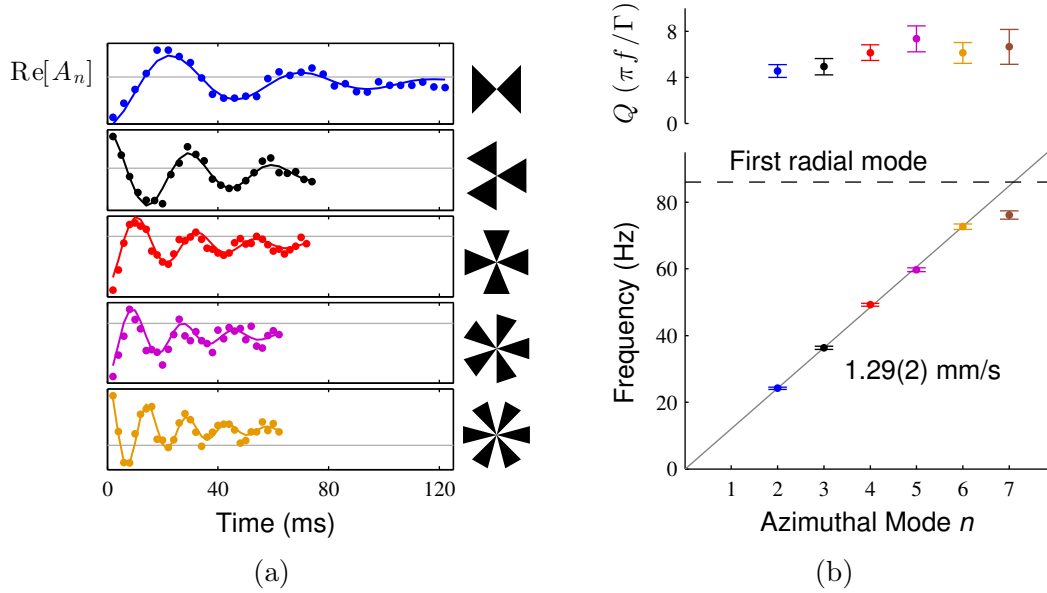 Re[A_n]
0 40 80 120
Time (ms)
(a)
Q (π f/Γ)
8
4
0
First radial mode
Frequency (Hz)
80
60
40
20
0
1.29(2) mm/s
1 2 3 4 5 6 7
Azimuthal Mode n
(b)